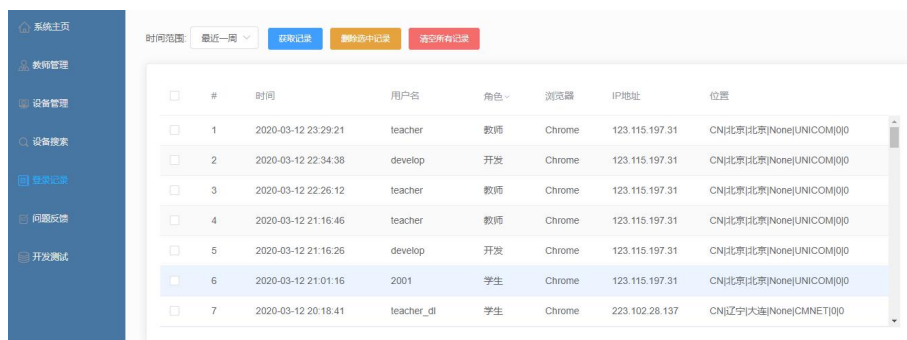 系统主页
教师管理
设备管理
设备搜索
登录记录
问题反馈
开发测试
时间范围: 最近一周 获取记录 删除选中记录 清空所有记录
# 时间 用户名 角色 浏览器 IP地址 位置
1 2020-03-12 23:29:21 teacher 教师 Chrome 123.115.197.31 CN|北京|北京|None|UNICOM|0|0
2 2020-03-12 22:34:38 develop 开发 Chrome 123.115.197.31 CN|北京|北京|None|UNICOM|0|0
3 2020-03-12 22:26:12 teacher 教师 Chrome 123.115.197.31 CN|北京|北京|None|UNICOM|0|0
4 2020-03-12 21:16:46 teacher 教师 Chrome 123.115.197.31 CN|北京|北京|None|UNICOM|0|0
5 2020-03-12 21:16:26 develop 开发 Chrome 123.115.197.31 CN|北京|北京|None|UNICOM|0|0
6 2020-03-12 21:01:16 2001 学生 Chrome 123.115.197.31 CN|北京|北京|None|UNICOM|0|0
7 2020-03-12 20:18:41 teacher_dl 学生 Chrome 223.102.28.137 CN|辽宁|大连|None|CMNET|0|0